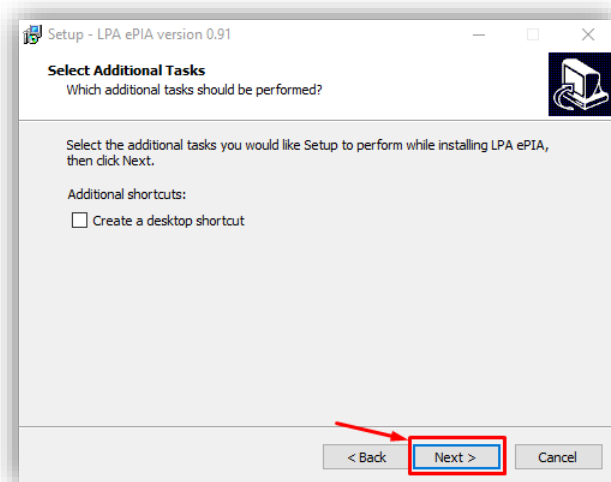 Setup - LPA ePIA version 0.91
Select Additional Tasks
Which additional tasks should be performed?
Select the additional tasks you would like Setup to perform while installing LPA ePIA,
then click Next.
Additional shortcuts:
Create a desktop shortcut
< Back
Next >
Cancel